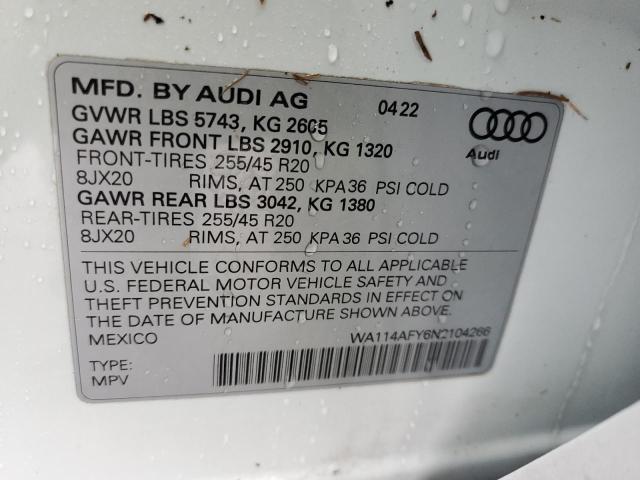 MFD. BY AUDI AG 04 22
GVWR LBS 5743, KG 2605
GAWR FRONT LBS 2910, KG 1320
FRONT-TIRES 255/45 R20
8JX20 RIMS, AT 250 KPA 36 PSI COLD
GAWR REAR LBS 3042, KG 1380
REAR-TIRES 255/45 R20
8JX20 RIMS, AT 250 KPA 36 PSI COLD
Audi
THIS VEHICLE CONFORMS TO ALL APPLICABLE
U.S. FEDERAL MOTOR VEHICLE SAFETY AND
THEFT PREVENTION STANDARDS IN EFFECT ON
THE DATE OF MANUFACTURE SHOWN ABOVE.
MEXICO WA114AFY6N2104266
TYPE:
MPV